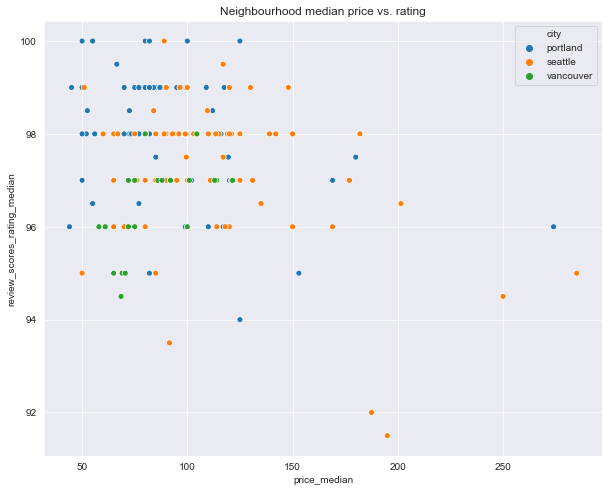 Neighbourhood median price vs. rating
city
portland
seattle
vancouver
100
98
96
94
92
review_scores_rating_median
50 100 150 200 250
price_median